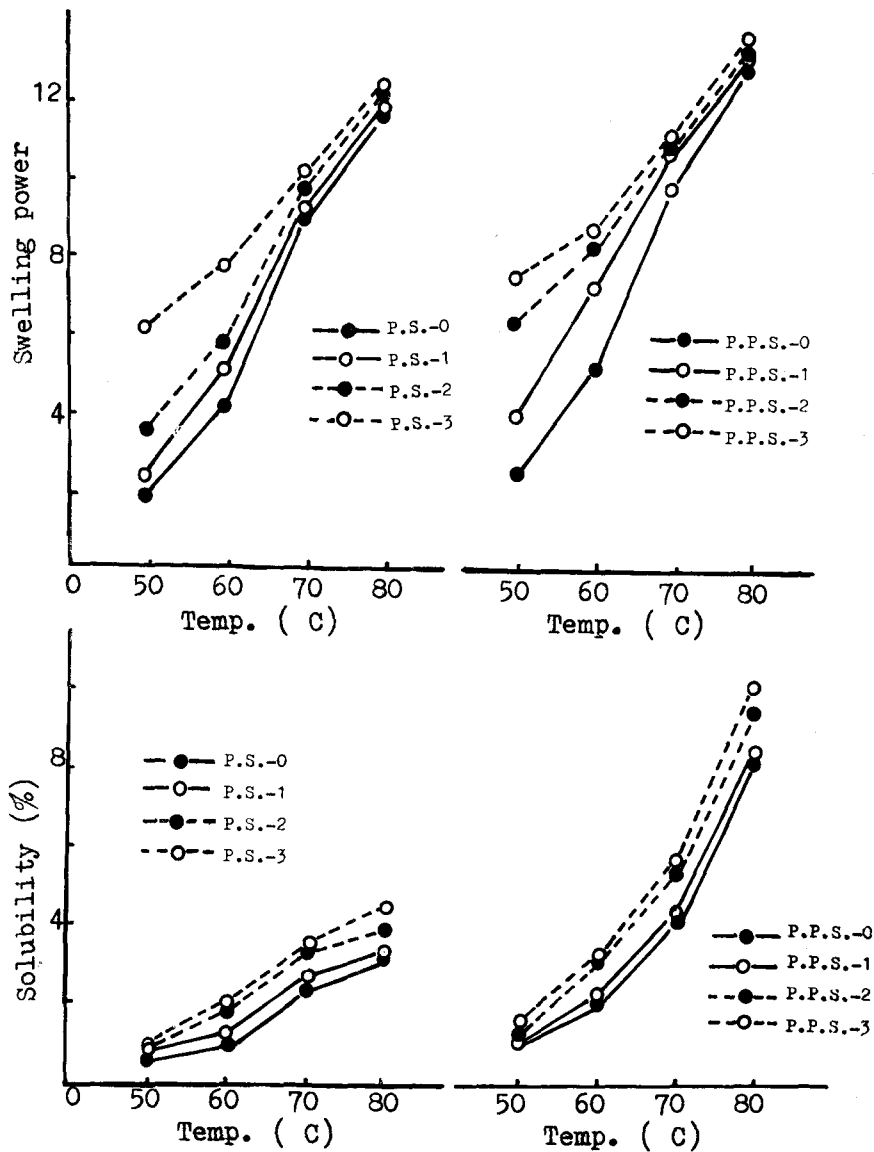 Swelling power
12
8
4
0
50 60 70 80
Temp. ( C)
P.S.-0
P.S.-1
P.S.-2
P.S.-3
50 60 70 80
Temp. ( C)
P.P.S.-0
P.P.S.-1
P.P.S.-2
P.P.S.-3
Solubility (%)
8
4
0
50 60 70 80
Temp. ( C)
P.S.-0
P.S.-1
P.S.-2
P.S.-3
50 60 70 80
Temp. ( C)
P.P.S.-0
P.P.S.-1
P.P.S.-2
P.P.S.-3